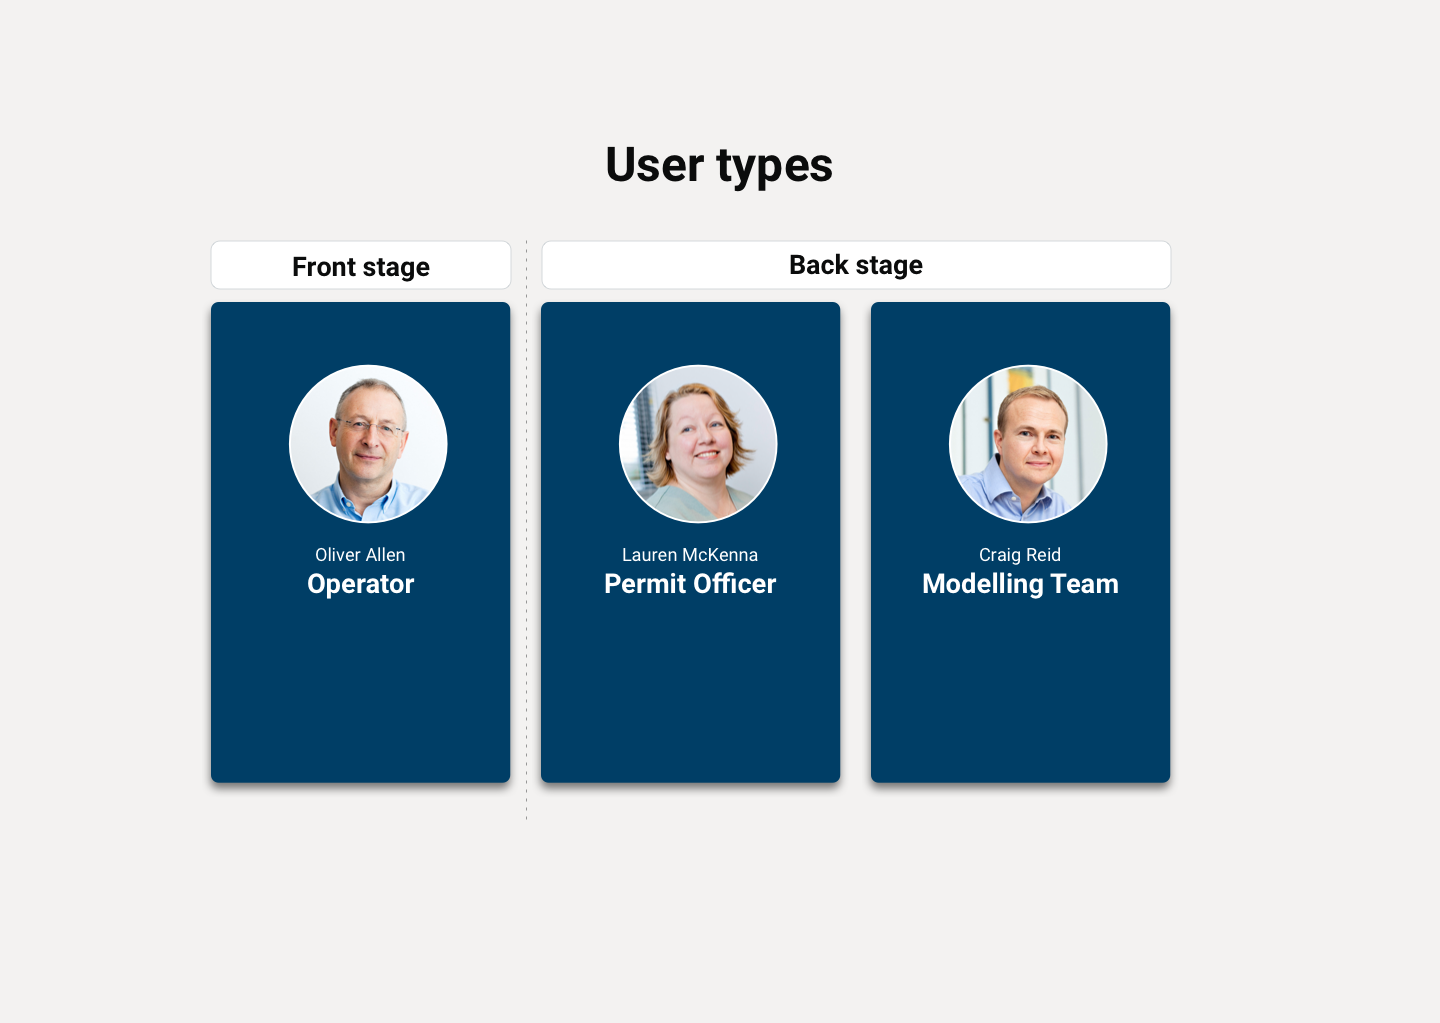 User types
Front stage
Back stage
Oliver Allen
Operator
Lauren McKenna
Permit Officer
Craig Reid
Modelling Team